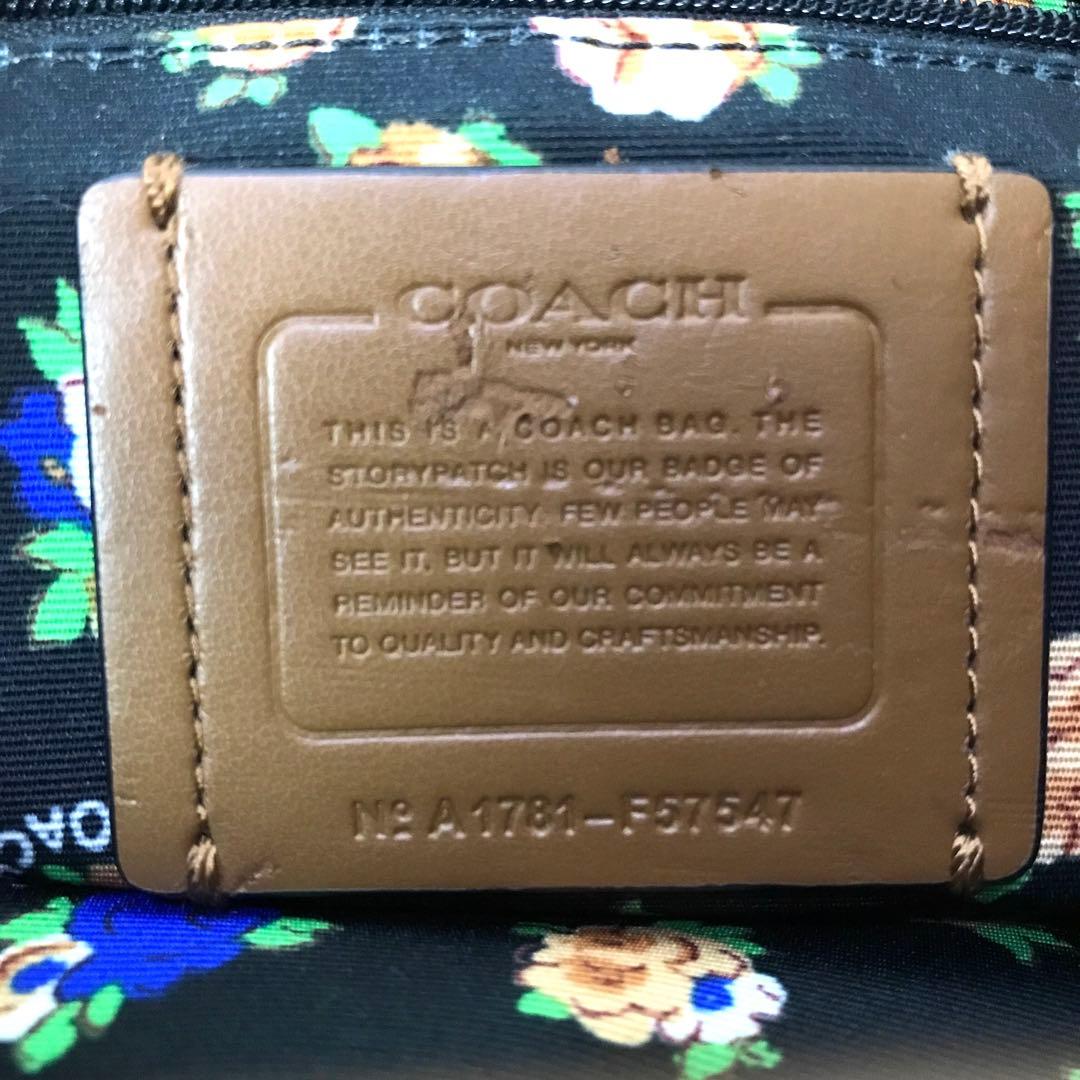 COACH
NEW YORK
THIS IS A COACH BAG. THE
STORYPATCH IS OUR BADGE OF
AUTHENTICITY. FEW PEOPLE MAY
SEE IT, BUT IT WILL ALWAYS BE A
REMINDER OF OUR COMMITMENT
TO QUALITY AND CRAFTSMANSHIP.
Nº A1781-F57547
OACH